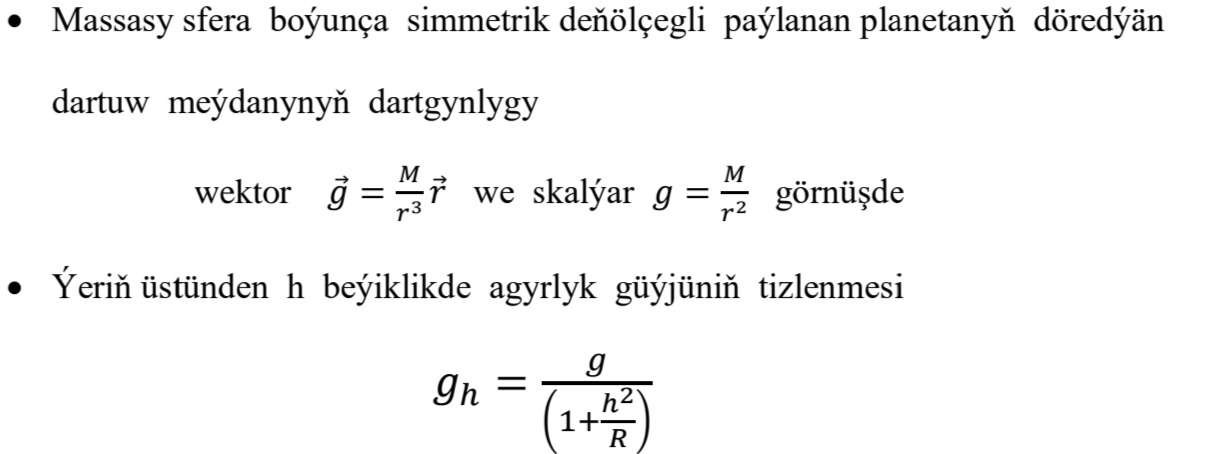 • Massasy sfera boýunça simmetrik deňölçegli paýlanan planetanyň döredýän
dartuw meýdanynyň dartgynlygy
wektor $\vec{g} = \frac{M}{r^3}\vec{r}$ we skalýar $g = \frac{M}{r^2}$ görnüşde
• Ýeriň üstünden h beýiklikde agyrlyk güýjüniň tizlenmesi
$g_h = \frac{g}{\left(1+\frac{h^2}{R}\right)}$